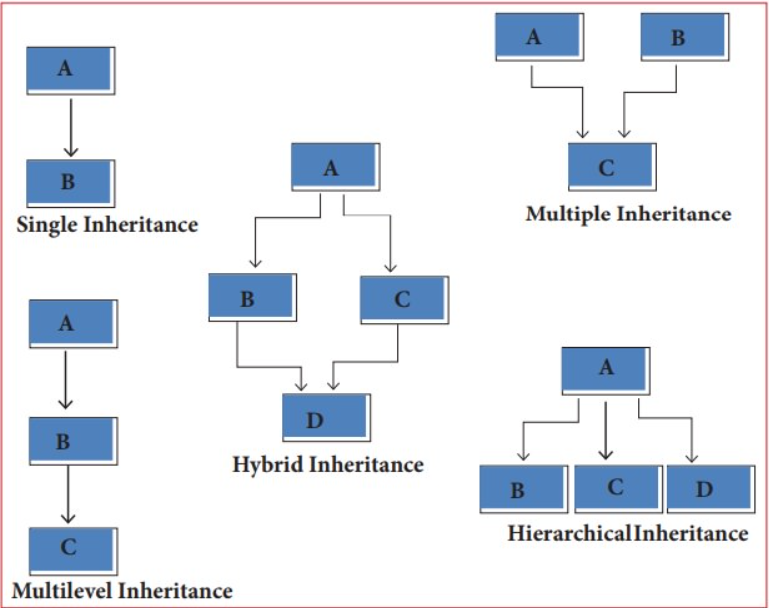 A
B
Single Inheritance
A
B
C
Multilevel Inheritance
A
B C
D
Hybrid Inheritance
A B
C
Multiple Inheritance
A
B C D
HierarchicalInheritance